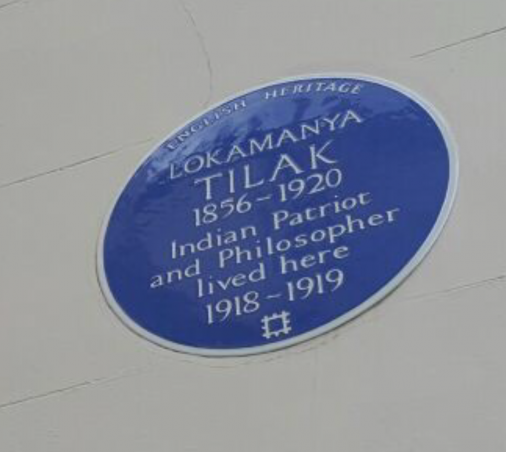 ENGLISH HERITAGE
LOKAMANYA
TILAK
1856-1920
Indian Patriot
and Philosopher
lived here
1918-1919